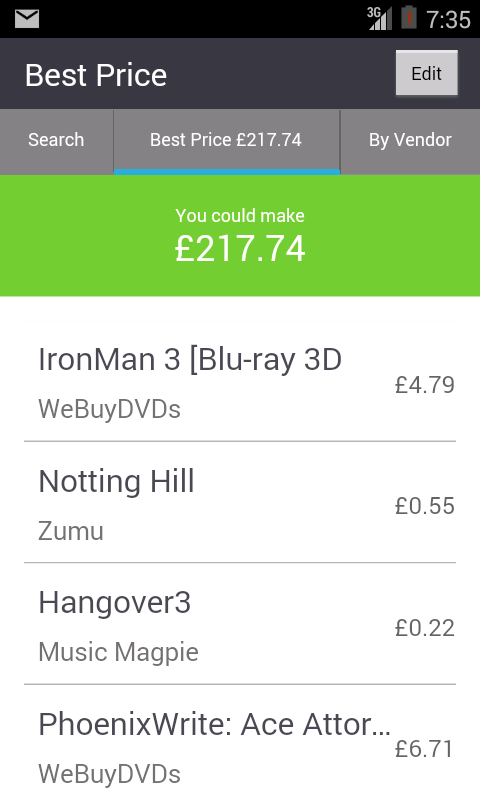 3G
7:35
Best Price
Edit
Search
Best Price £217.74
By Vendor
You could make
£217.74
IronMan 3 [Blu-ray 3D
£4.79
WeBuyDVDs
Notting Hill
£0.55
Zumu
Hangover3
£0.22
Music Magpie
PhoenixWrite: Ace Attor...
£6.71
WeBuyDVDs